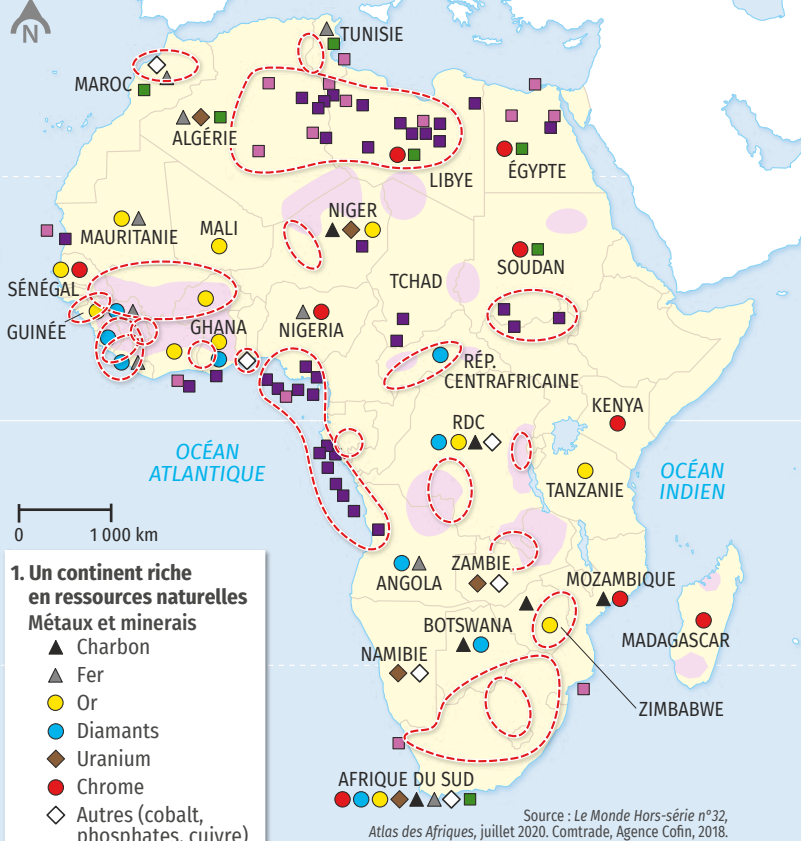 N
TUNISIE
MAROC
ALGÉRIE
LIBYE
ÉGYPTE
MAURITANIE
MALI
NIGER
TCHAD
SOUDAN
SÉNÉGAL
GUINÉE
GHANA
NIGERIA
RÉP.
CENTRAFRICAINE
KENYA
RDC
OCÉAN
ATLANTIQUE
TANZANIE
OCÉAN
INDIEN
0 1 000 km
ANGOLA
ZAMBIE
MOZAMBIQUE
BOTSWANA
MADAGASCAR
NAMIBIE
ZIMBABWE
AFRIQUE DU SUD
1. Un continent riche
en ressources naturelles
Métaux et minerais
Charbon
Fer
Or
Diamants
Uranium
Chrome
Autres (cobalt,
phosphates, cuivre)
Source : Le Monde Hors-série n°32,
Atlas des Afriques, juillet 2020. Comtrade, Agence Cofin, 2018.